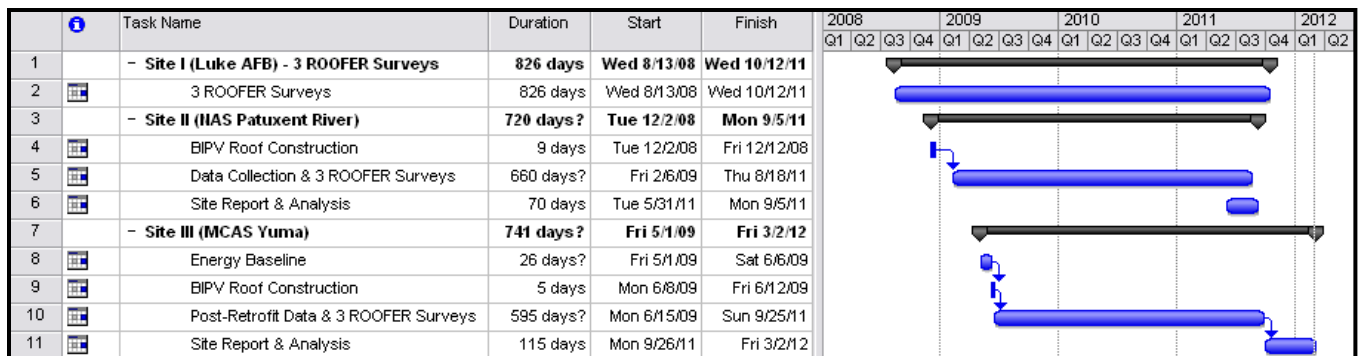 Task Name Duration Start Finish 2008 2009 2010 2011 2012
Q1 Q2 Q3 Q4 Q1 Q2 Q3 Q4 Q1 Q2 Q3 Q4 Q1 Q2 Q3 Q4 Q1 Q2
1 − Site I (Luke AFB) - 3 ROOFER Surveys 826 days Wed 8/13/08 Wed 10/12/11
2 3 ROOFER Surveys 826 days Wed 8/13/08 Wed 10/12/11
3 − Site II (NAS Patuxent River) 720 days? Tue 12/2/08 Mon 9/5/11
4 BIPV Roof Construction 9 days Tue 12/2/08 Fri 12/12/08
5 Data Collection & 3 ROOFER Surveys 660 days? Fri 2/6/09 Thu 8/18/11
6 Site Report & Analysis 70 days Tue 5/31/11 Mon 9/5/11
7 − Site III (MCAS Yuma) 741 days? Fri 5/1/09 Fri 3/2/12
8 Energy Baseline 26 days? Fri 5/1/09 Sat 6/6/09
9 BIPV Roof Construction 5 days Mon 6/8/09 Fri 6/12/09
10 Post-Retrofit Data & 3 ROOFER Surveys 595 days? Mon 6/15/09 Sun 9/25/11
11 Site Report & Analysis 115 days Mon 9/26/11 Fri 3/2/12